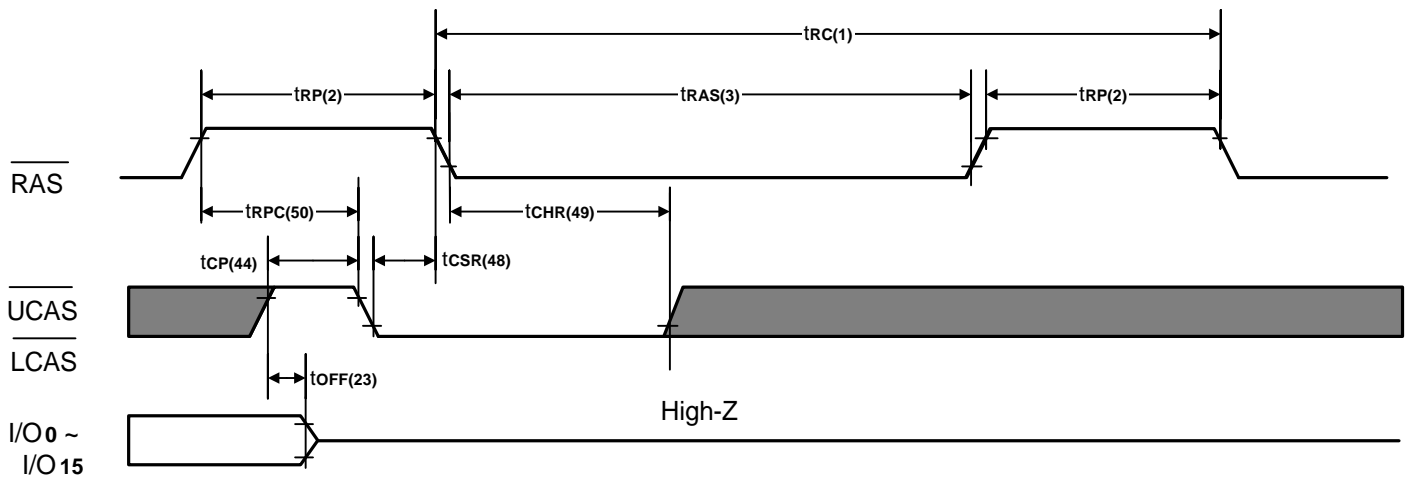 tRC(1)
tRP(2)
tRAS(3)
tRP(2)
RAS
tRPC(50)
tCHR(49)
tCP(44)
tCSR(48)
UCAS
LCAS
tOFF(23)
High-Z
I/O0 ~
I/O15